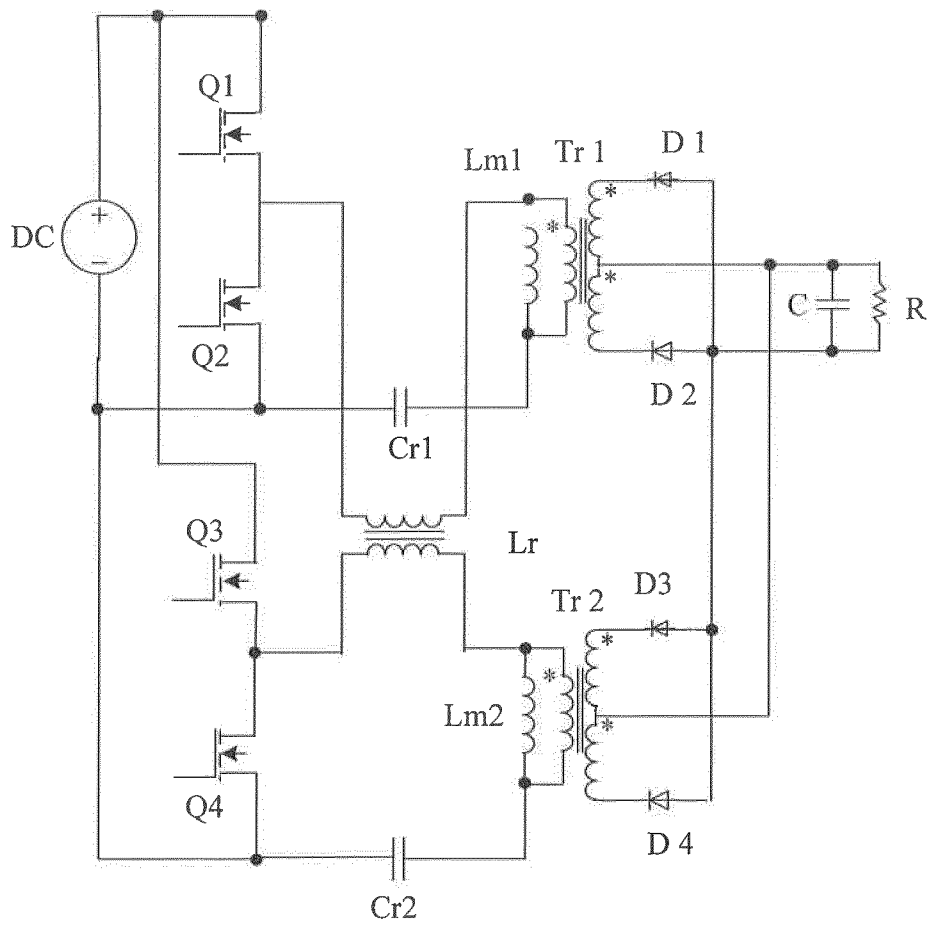 Q1
Lm1
Tr 1
D 1
*
*
DC
+
−
*
C
R
Q2
D 2
Cr1
Q3
Lr
D3
Tr 2
*
*
Lm2
*
Q4
D 4
Cr2